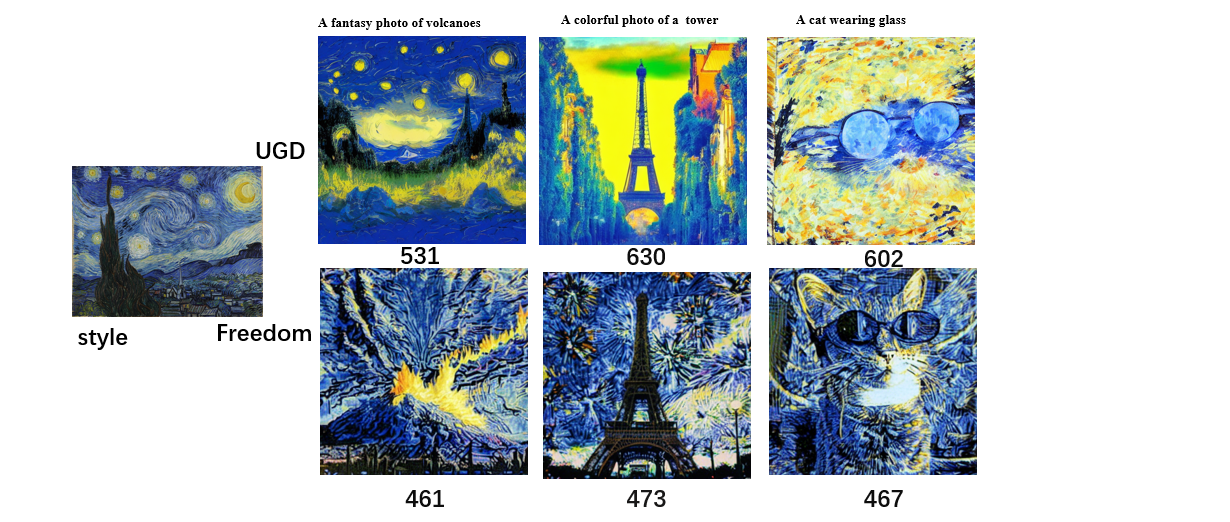 A fantasy photo of volcanoes
A colorful photo of a tower
A cat wearing glass
UGD
531
630
602
style
Freedom
461
473
467